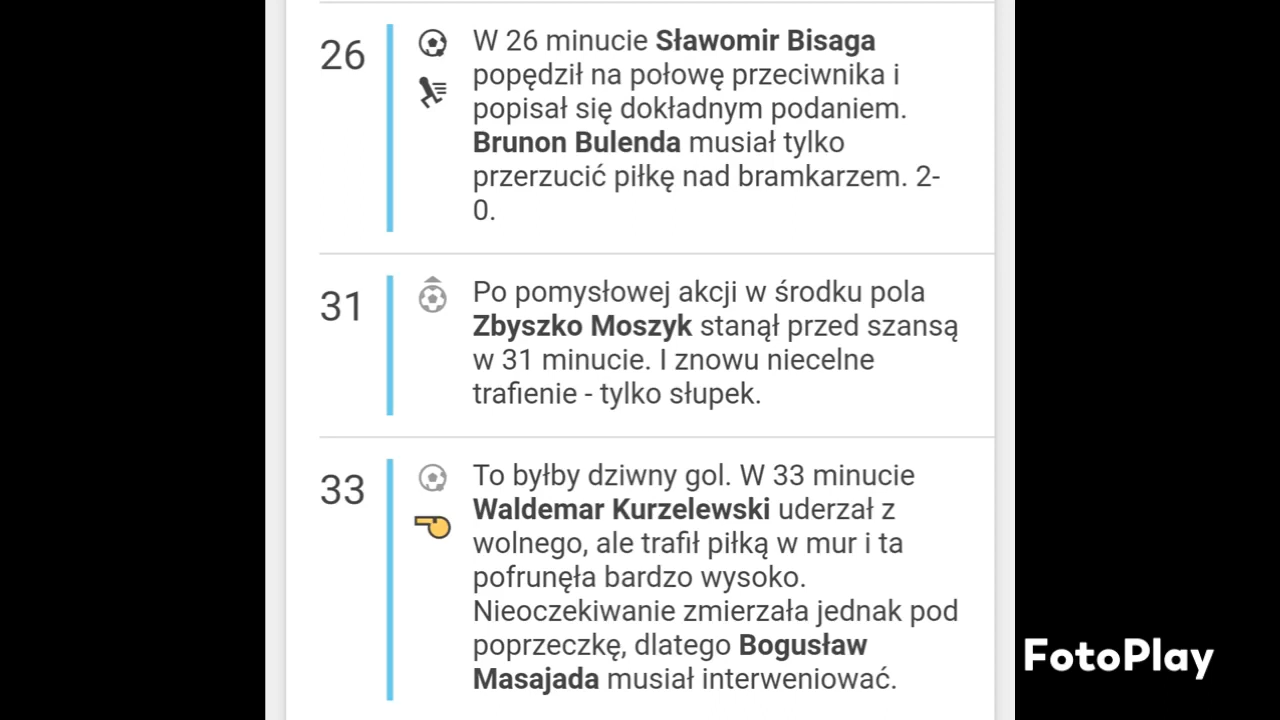 26
W 26 minucie Sławomir Bisaga
popędził na połowę przeciwnika i
popisał się dokładnym podaniem.
Brunon Bulenda musiał tylko
przerzucić piłkę nad bramkarzem. 2-
0.
31
Po pomysłowej akcji w środku pola
Zbyszko Moszyk stanął przed szansą
w 31 minucie. I znowu niecelne
trafienie - tylko słupek.
33
To byłby dziwny gol. W 33 minucie
Waldemar Kurzelewski uderzał z
wolnego, ale trafił piłką w mur i ta
pofrunęła bardzo wysoko.
Nieoczekiwanie zmierzała jednak pod
poprzeczkę, dlatego Bogusław
Masajada musiał interweniować.
FotoPlay